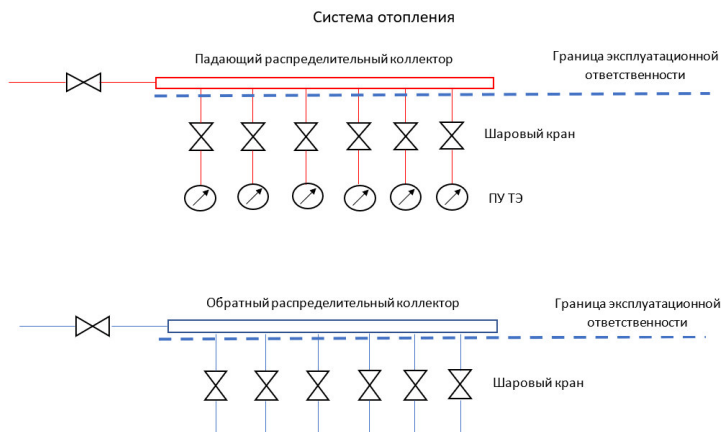 Система отопления
Падающий распределительный коллектор
Граница эксплуатационной
ответственности
Шаровый кран
ПУ ТЭ
Обратный распределительный коллектор
Граница эксплуатационной
ответственности
Шаровый кран